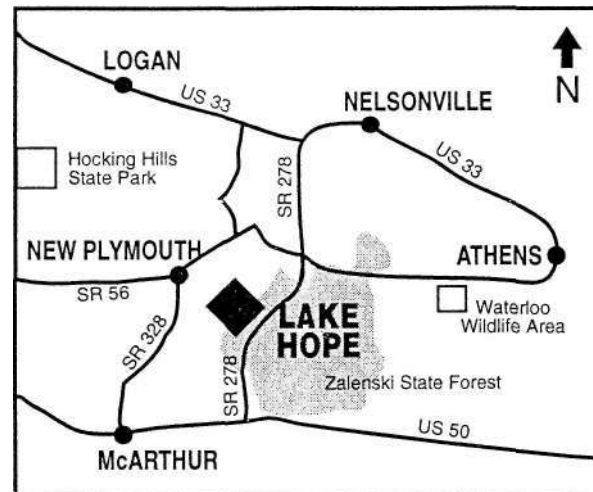 LOGAN
N
US 33
NELSONVILLE
Hocking Hills
State Park
SR 278
US 33
NEW PLYMOUTH
ATHENS
SR 56
LAKE
HOPE
Waterloo
Wildlife Area
SR 328
SR 278
Zalenski State Forest
US 50
McARTHUR